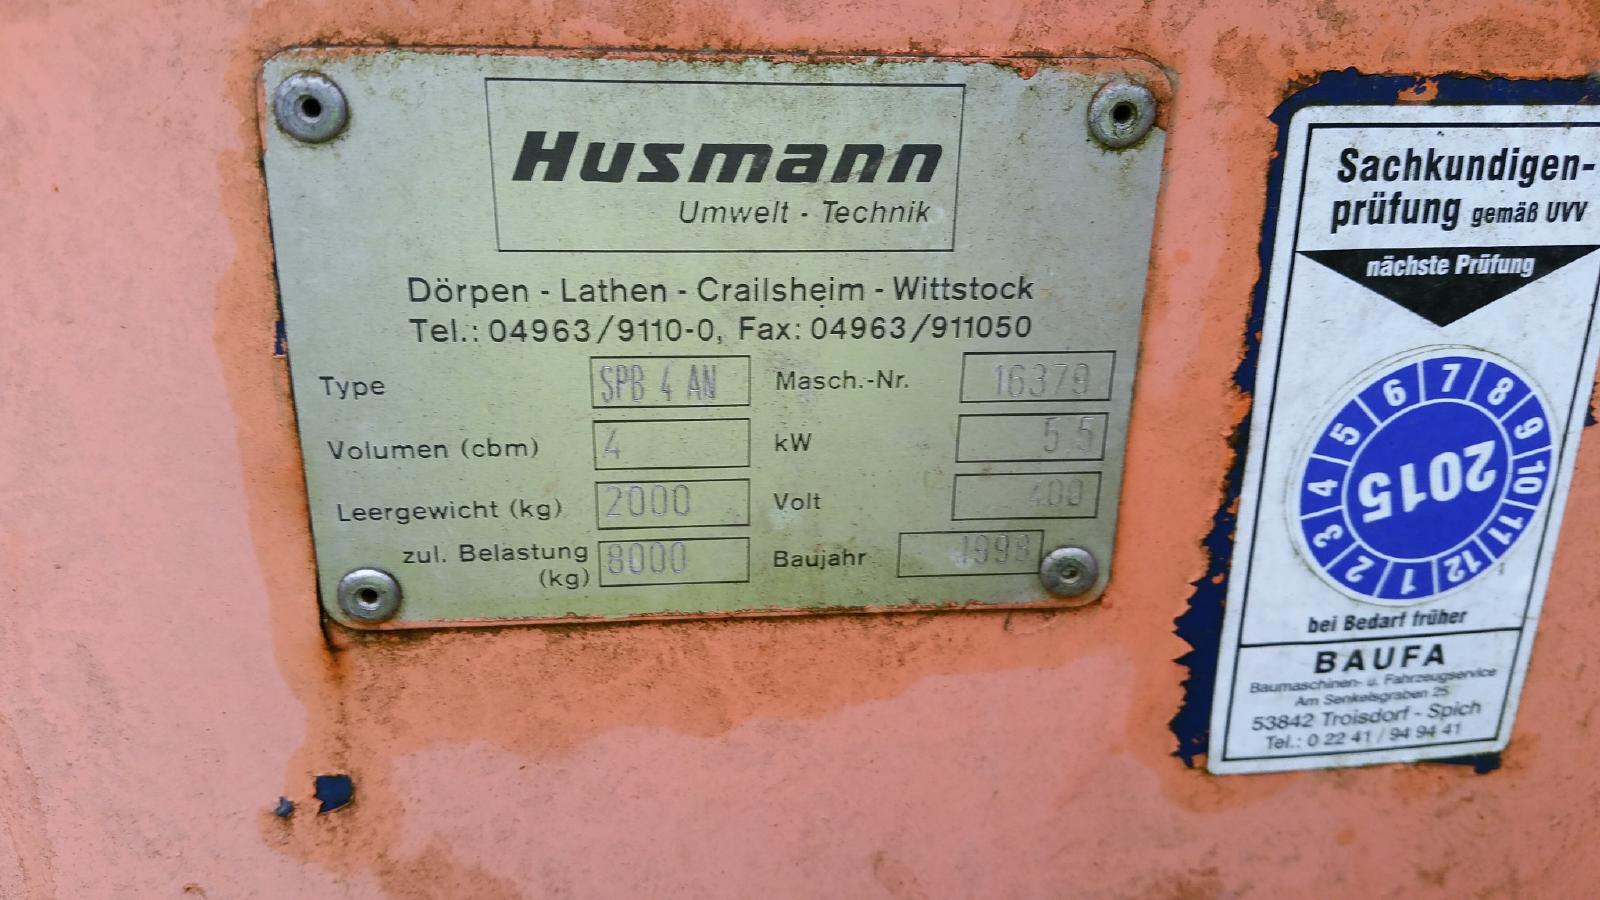 Husmann
Umwelt - Technik
Dörpen - Lathen - Crailsheim - Wittstock
Tel.: 04963/9110-0, Fax: 04963/911050
Type SPB 4 AN Masch.-Nr. 16379
Volumen (cbm) 4 kW 5.5
Leergewicht (kg) 2000 Volt 400
zul. Belastung (kg) 8000 Baujahr 1998
Sachkundigen-
prüfung gemäß UVV
nächste Prüfung
1 2 3 4 5 6 7 8 9 10 11 12
2015
bei Bedarf früher
BAUFA
Baumaschinen- u. Fahrzeugservice
Am Senkelsgraben 25
53842 Troisdorf - Spich
Tel.: 0 22 41 / 94 94 41